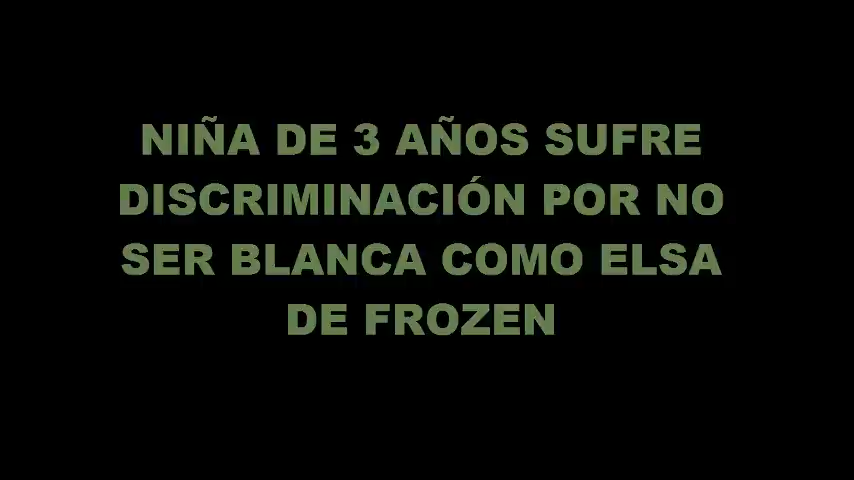 NIÑA DE 3 AÑOS SUFRE
DISCRIMINACIÓN POR NO
SER BLANCA COMO ELSA
DE FROZEN